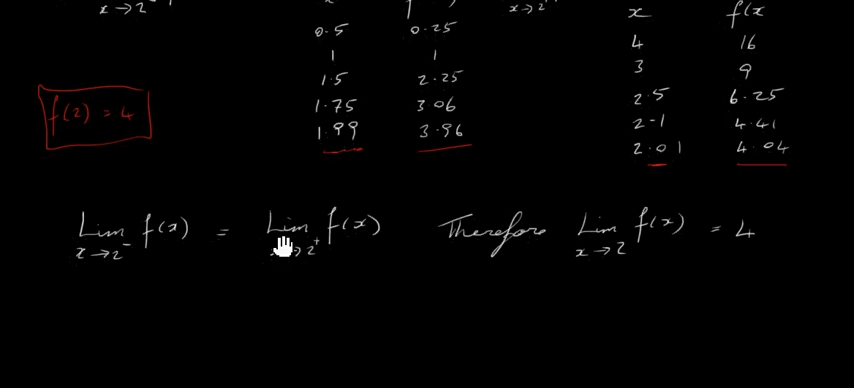 x→2⁻ x f(x x→2⁺ x f(x
0.5 0.25 4 16
1 1 3 9
1.5 2.25 2.5 6.25
f(2) = 4 1.75 3.06 2.1 4.41
1.99 3.96 2.01 4.04
Lim x→2⁻ f(x) = Lim x→2⁺ f(x) Therefore Lim x→2 f(x) = 4